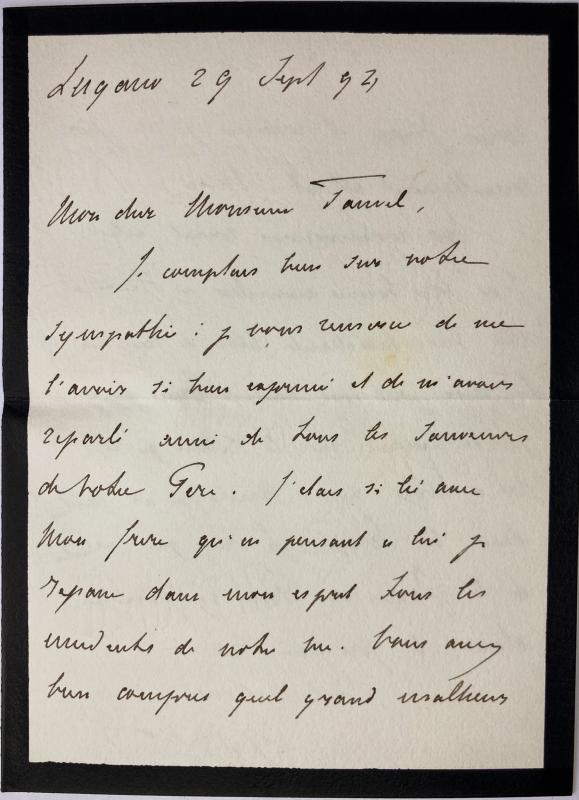 Lugano 29 Sept 92
Mon cher Monsieur
Je comptais bien sur votre
sympathie : je vous remercie de me
l'avoir si bien exprimé et de m'avoir
reparlé ainsi de tous les souvenirs
de votre Père. J'étais si lié avec
mon frère qu'en pensant à lui je
repasse dans mon esprit tous les
incidents de notre vie. Vous avez
bien compris quel grand malheur